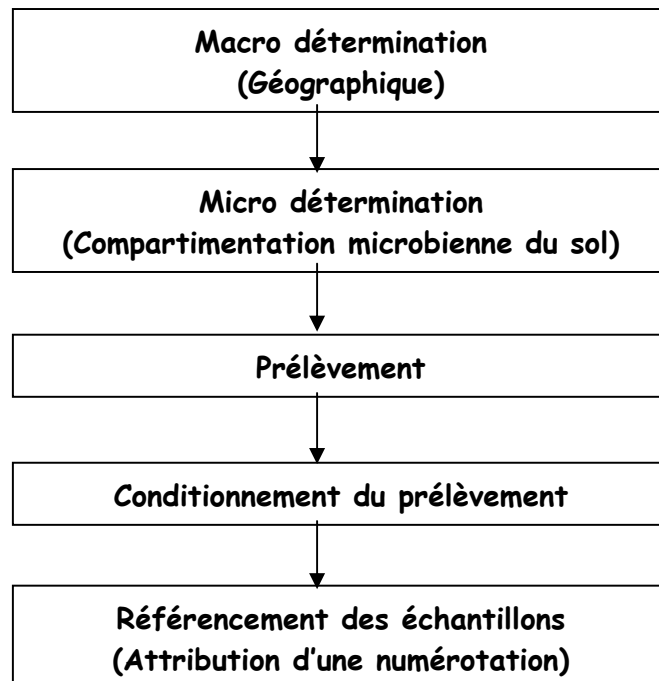 Macro détermination
(Géographique)
Micro détermination
(Compartimentation microbienne du sol)
Prélèvement
Conditionnement du prélèvement
Référencement des échantillons
(Attribution d'une numérotation)